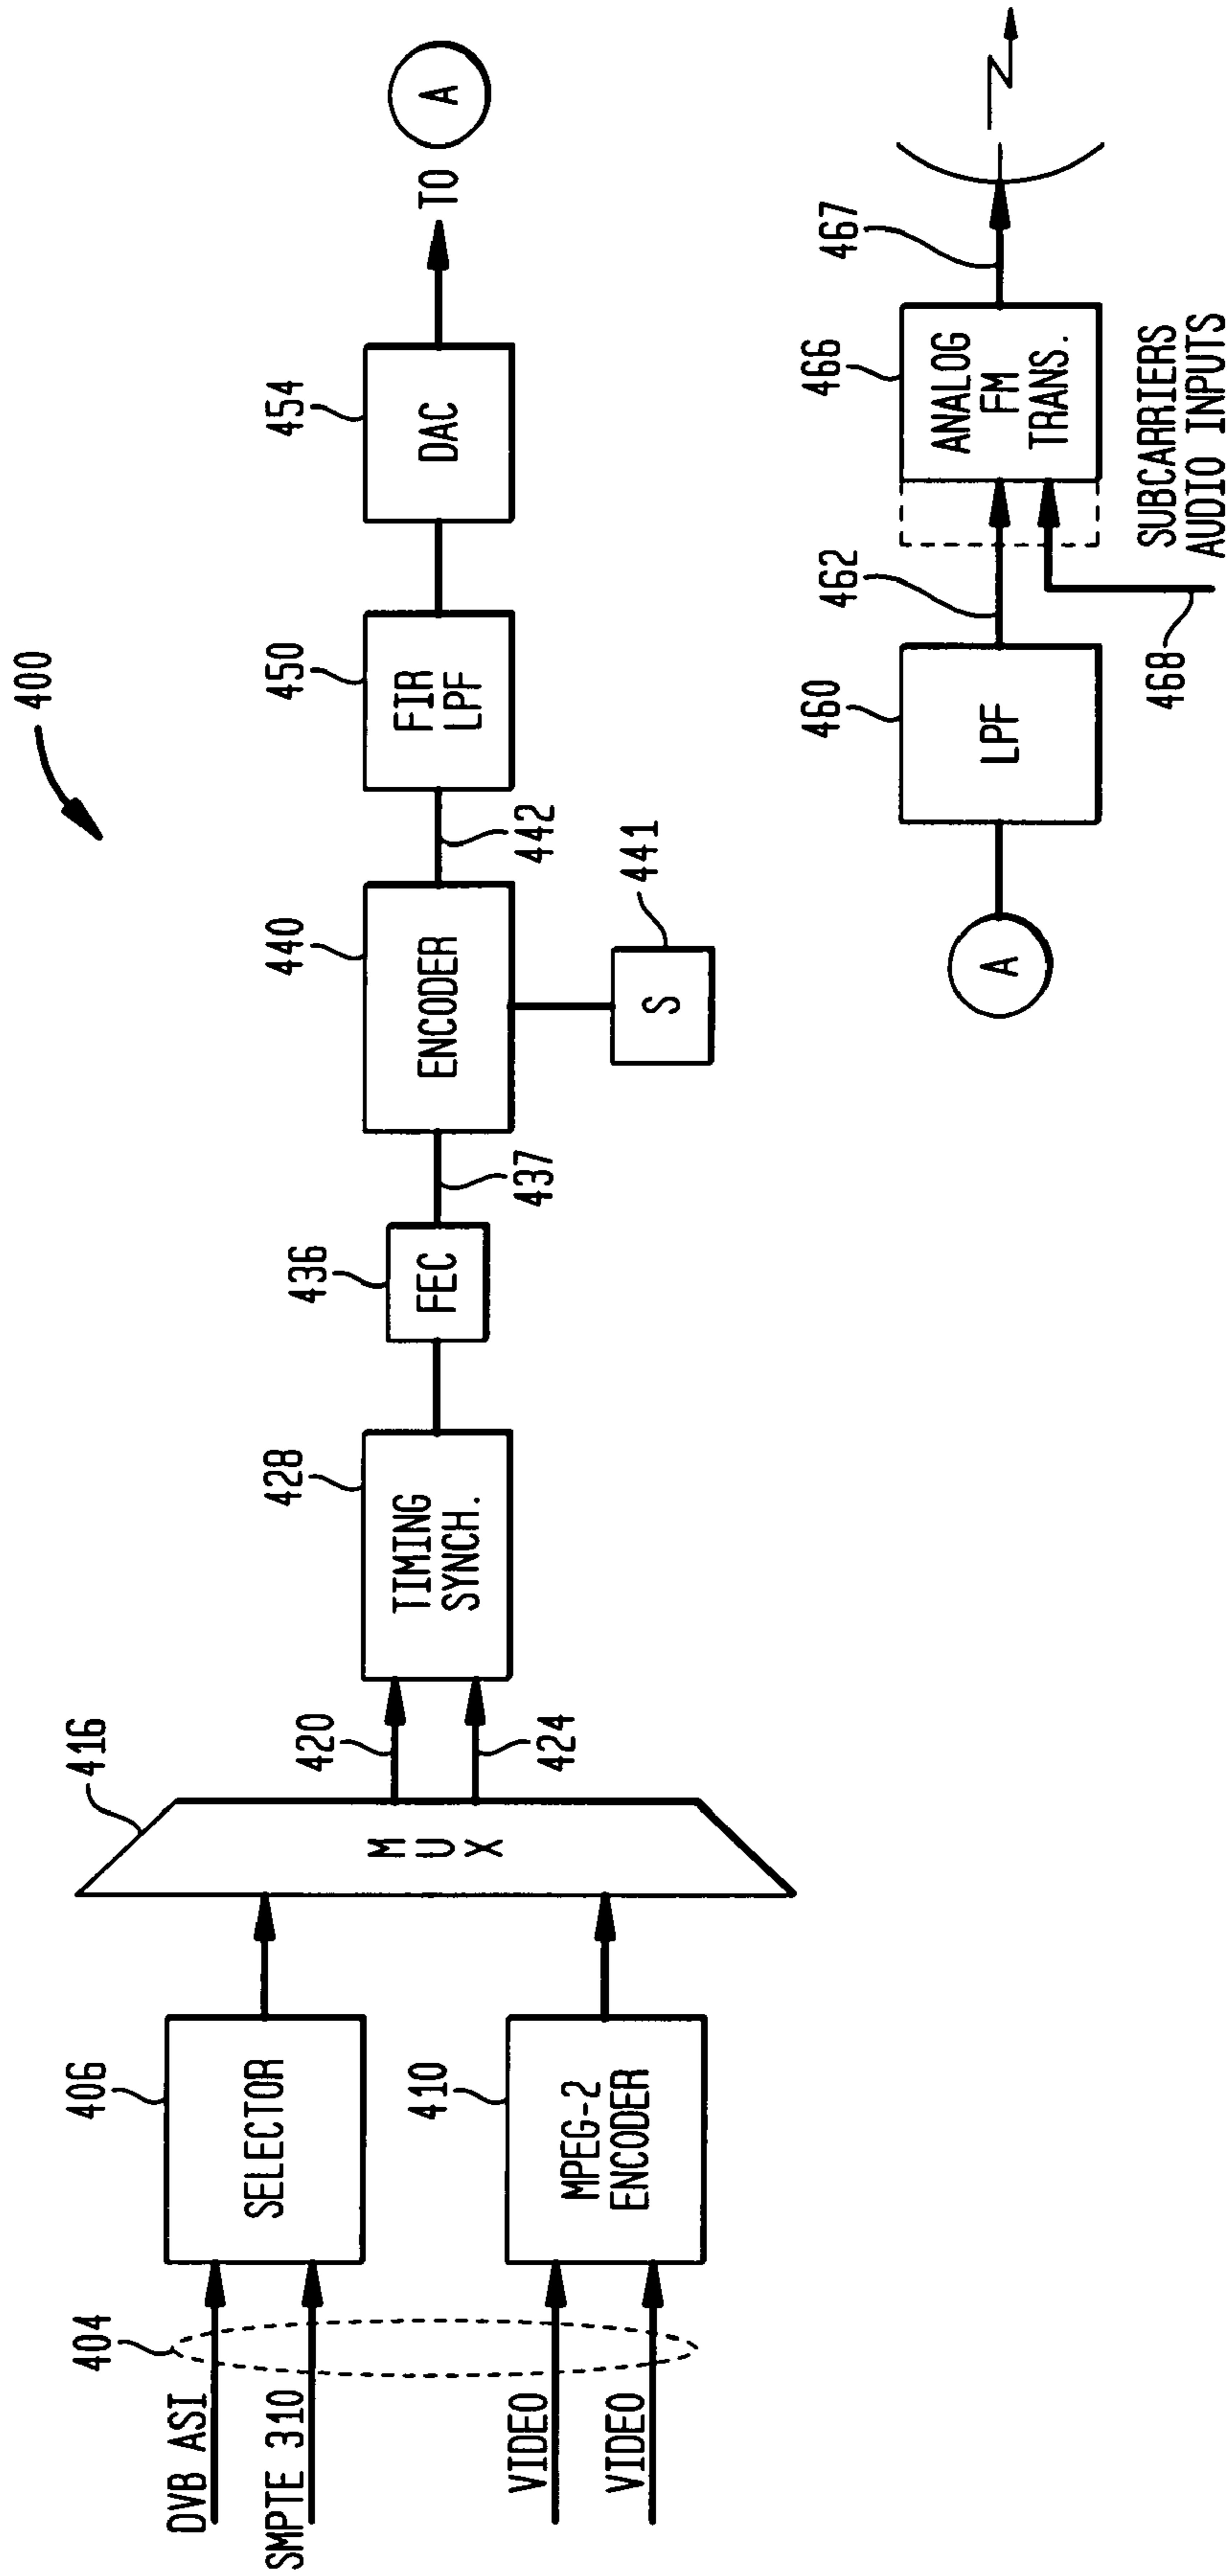 400
404
DVB ASI
SMPTE 310
VIDEO
VIDEO
406
SELECTOR
410
MPEG-2
ENCODER
416
MUX
420
424
428
TIMING
SYNCH.
436
FEC
437
440
ENCODER
441
S
442
450
FIR
LPF
454
DAC
TO
A
A
460
LPF
462
466
ANALOG
FM
TRANS.
467
468
SUBCARRIERS
AUDIO INPUTS